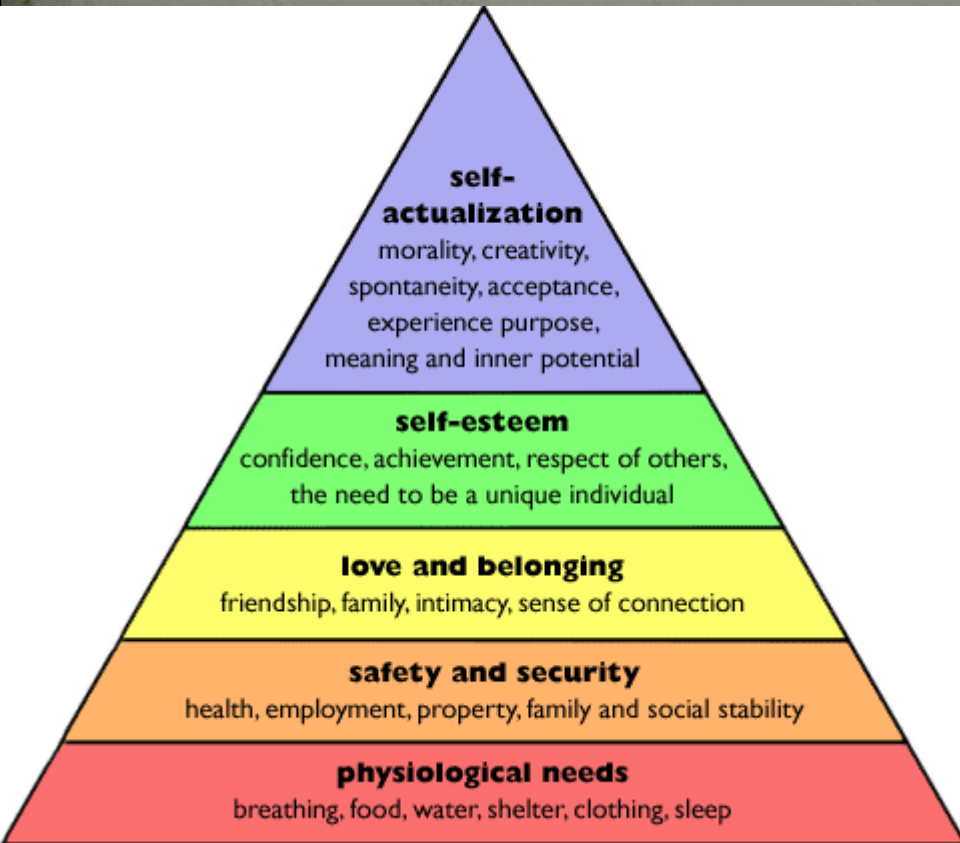 self-
actualization
morality, creativity,
spontaneity, acceptance,
experience purpose,
meaning and inner potential
self-esteem
confidence, achievement, respect of others,
the need to be a unique individual
love and belonging
friendship, family, intimacy, sense of connection
safety and security
health, employment, property, family and social stability
physiological needs
breathing, food, water, shelter, clothing, sleep